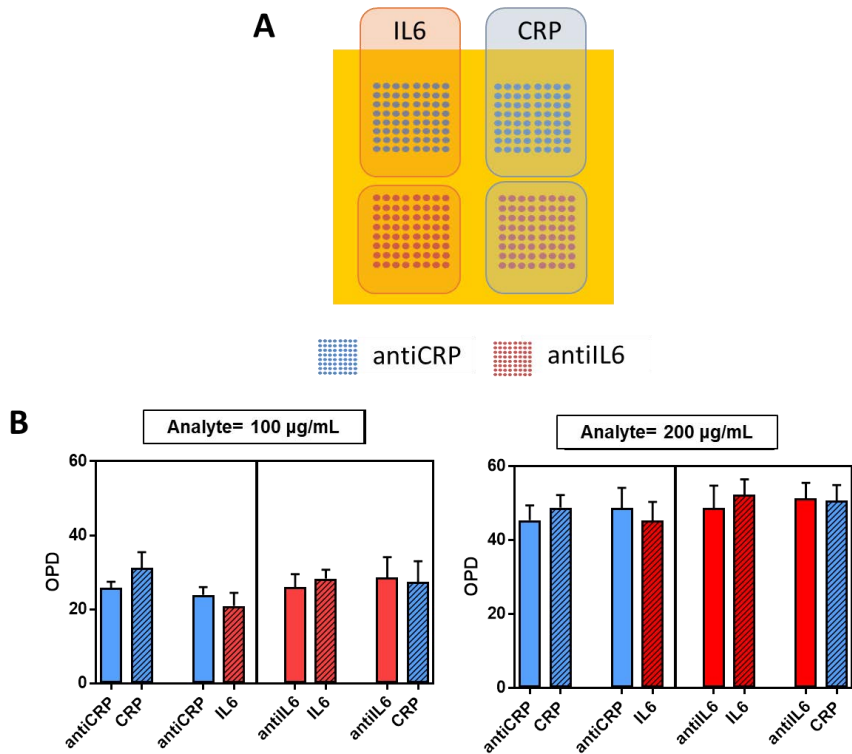 A
IL6 CRP
antiCRP antiIL6
B
Analyte= 100 µg/mL
60
40
20
0
OPD
antiCRP CRP antiCRP IL6 antiIL6 IL6 antiIL6 CRP
Analyte= 200 µg/mL
60
40
20
0
OPD
antiCRP CRP antiCRP IL6 antiIL6 IL6 antiIL6 CRP